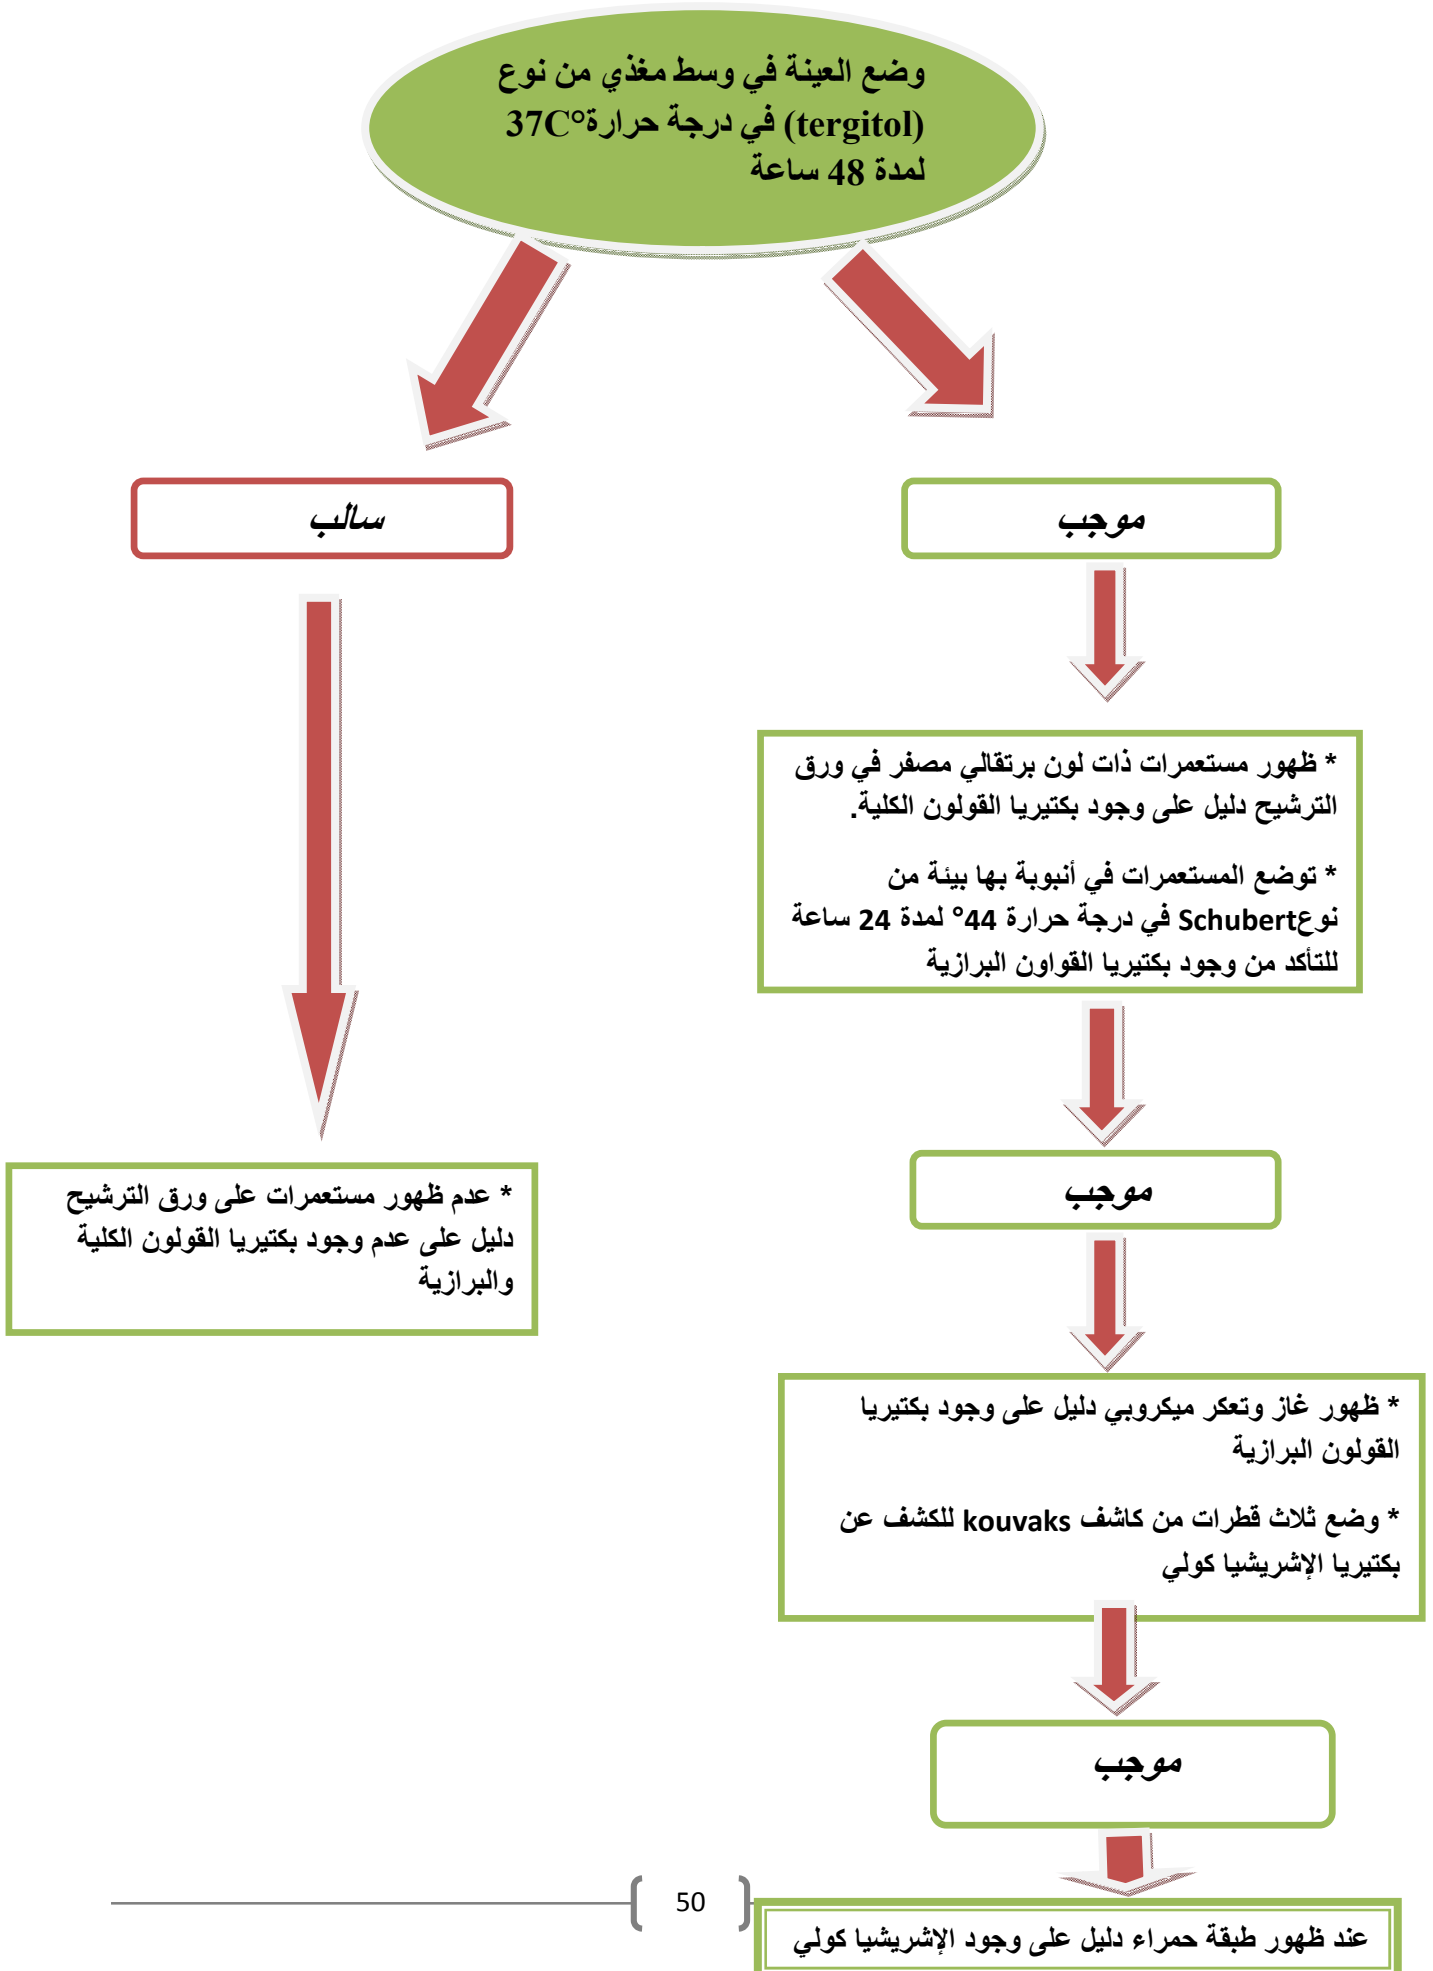 وضع العينة في وسط مغذي من نوع
(tergitol) في درجة حرارة37C°
لمدة 48 ساعة
موجب
سالب
* ظهور مستعمرات ذات لون برتقالي مصفر في ورق
الترشيح دليل على وجود بكتيريا القولون الكلية.
* توضع المستعمرات في أنبوبة بها بيئة من
نوعSchubert في درجة حرارة 44° لمدة 24 ساعة
للتأكد من وجود بكتيريا القواون البرازية
موجب
* عدم ظهور مستعمرات على ورق الترشيح
دليل على عدم وجود بكتيريا القولون الكلية
والبرازية
* ظهور غاز وتعكر ميكروبي دليل على وجود بكتيريا
القولون البرازية
* وضع ثلاث قطرات من كاشف kouvaks للكشف عن
بكتيريا الإشريشيا كولي
موجب
50
عند ظهور طبقة حمراء دليل على وجود الإشريشيا كولي